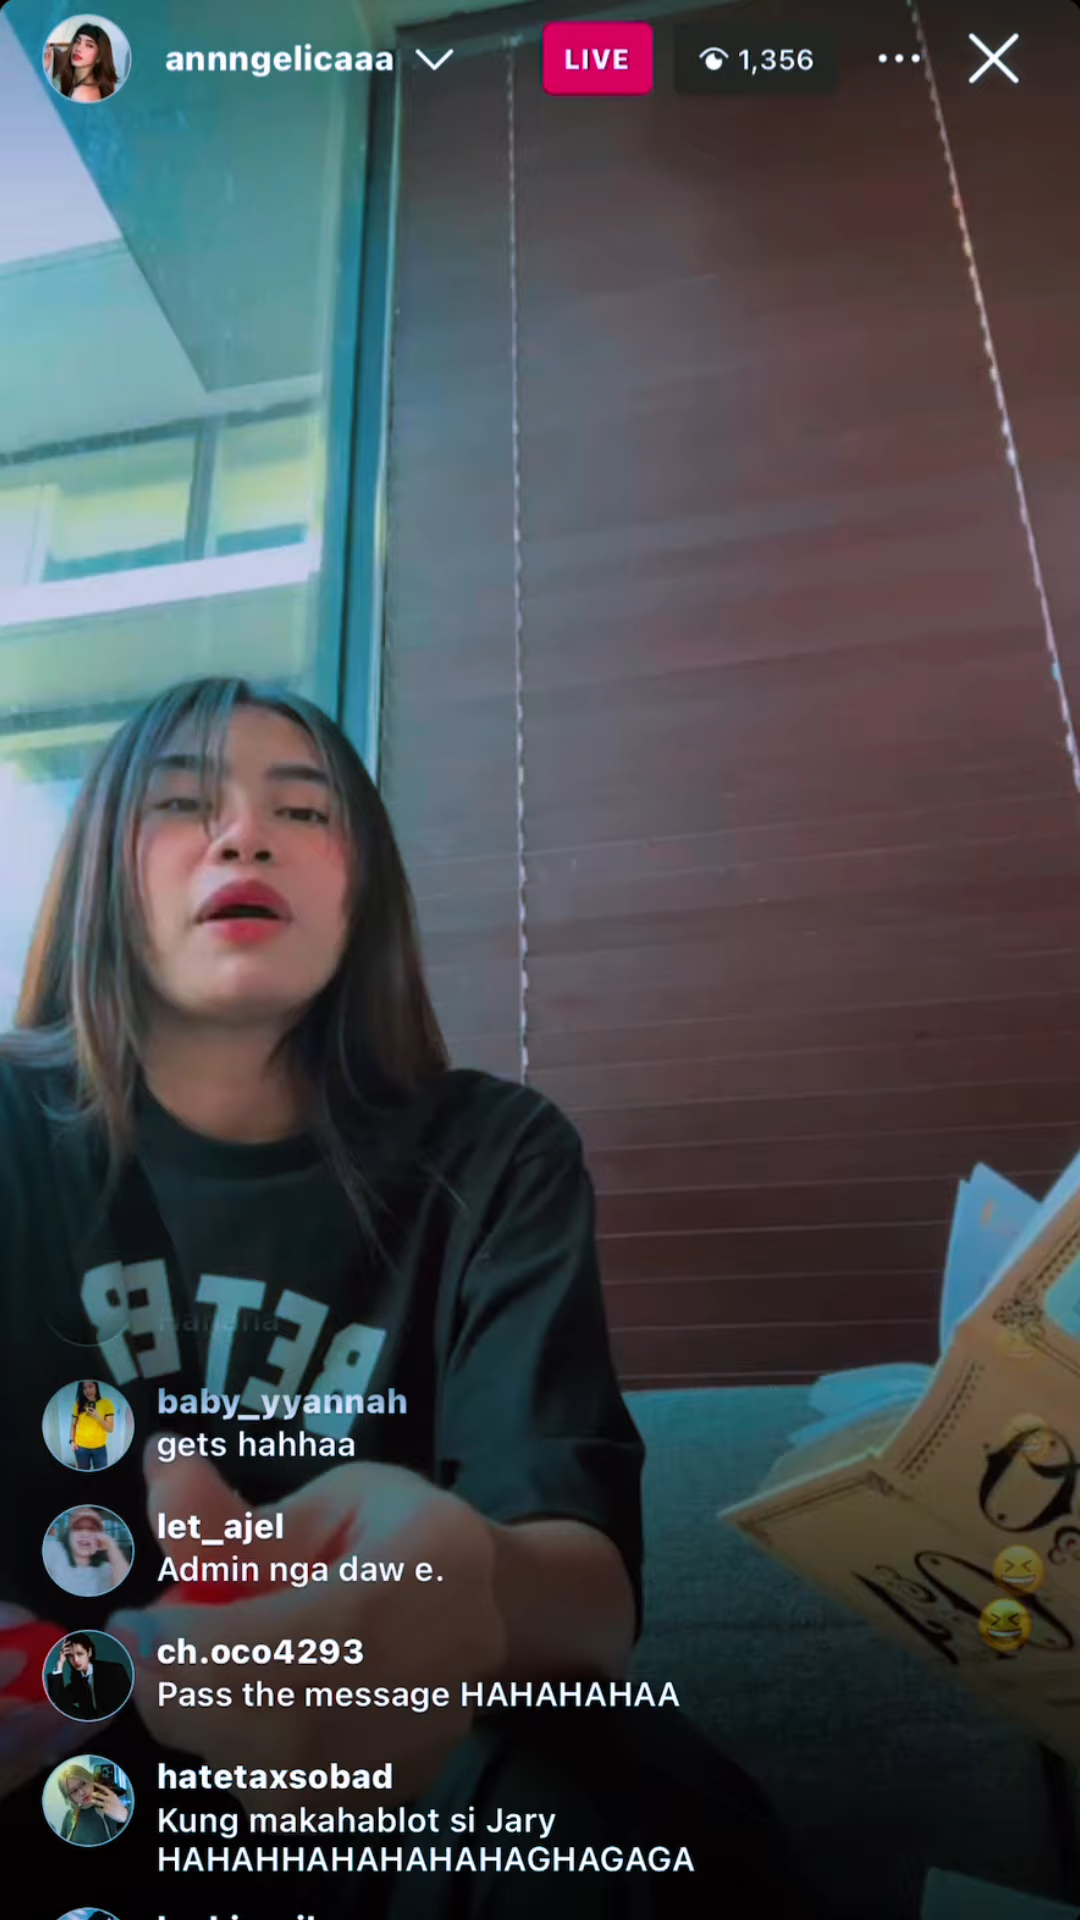 annngelicaaa
LIVE
1,356
Hahaha
baby_yyannah
gets hahhaa
let_ajel
Admin nga daw e.
ch.oco4293
Pass the message HAHAHAHAA
hatetaxsobad
Kung makahablot si Jary
HAHAHHAHAHAHAHAGHAGAGA